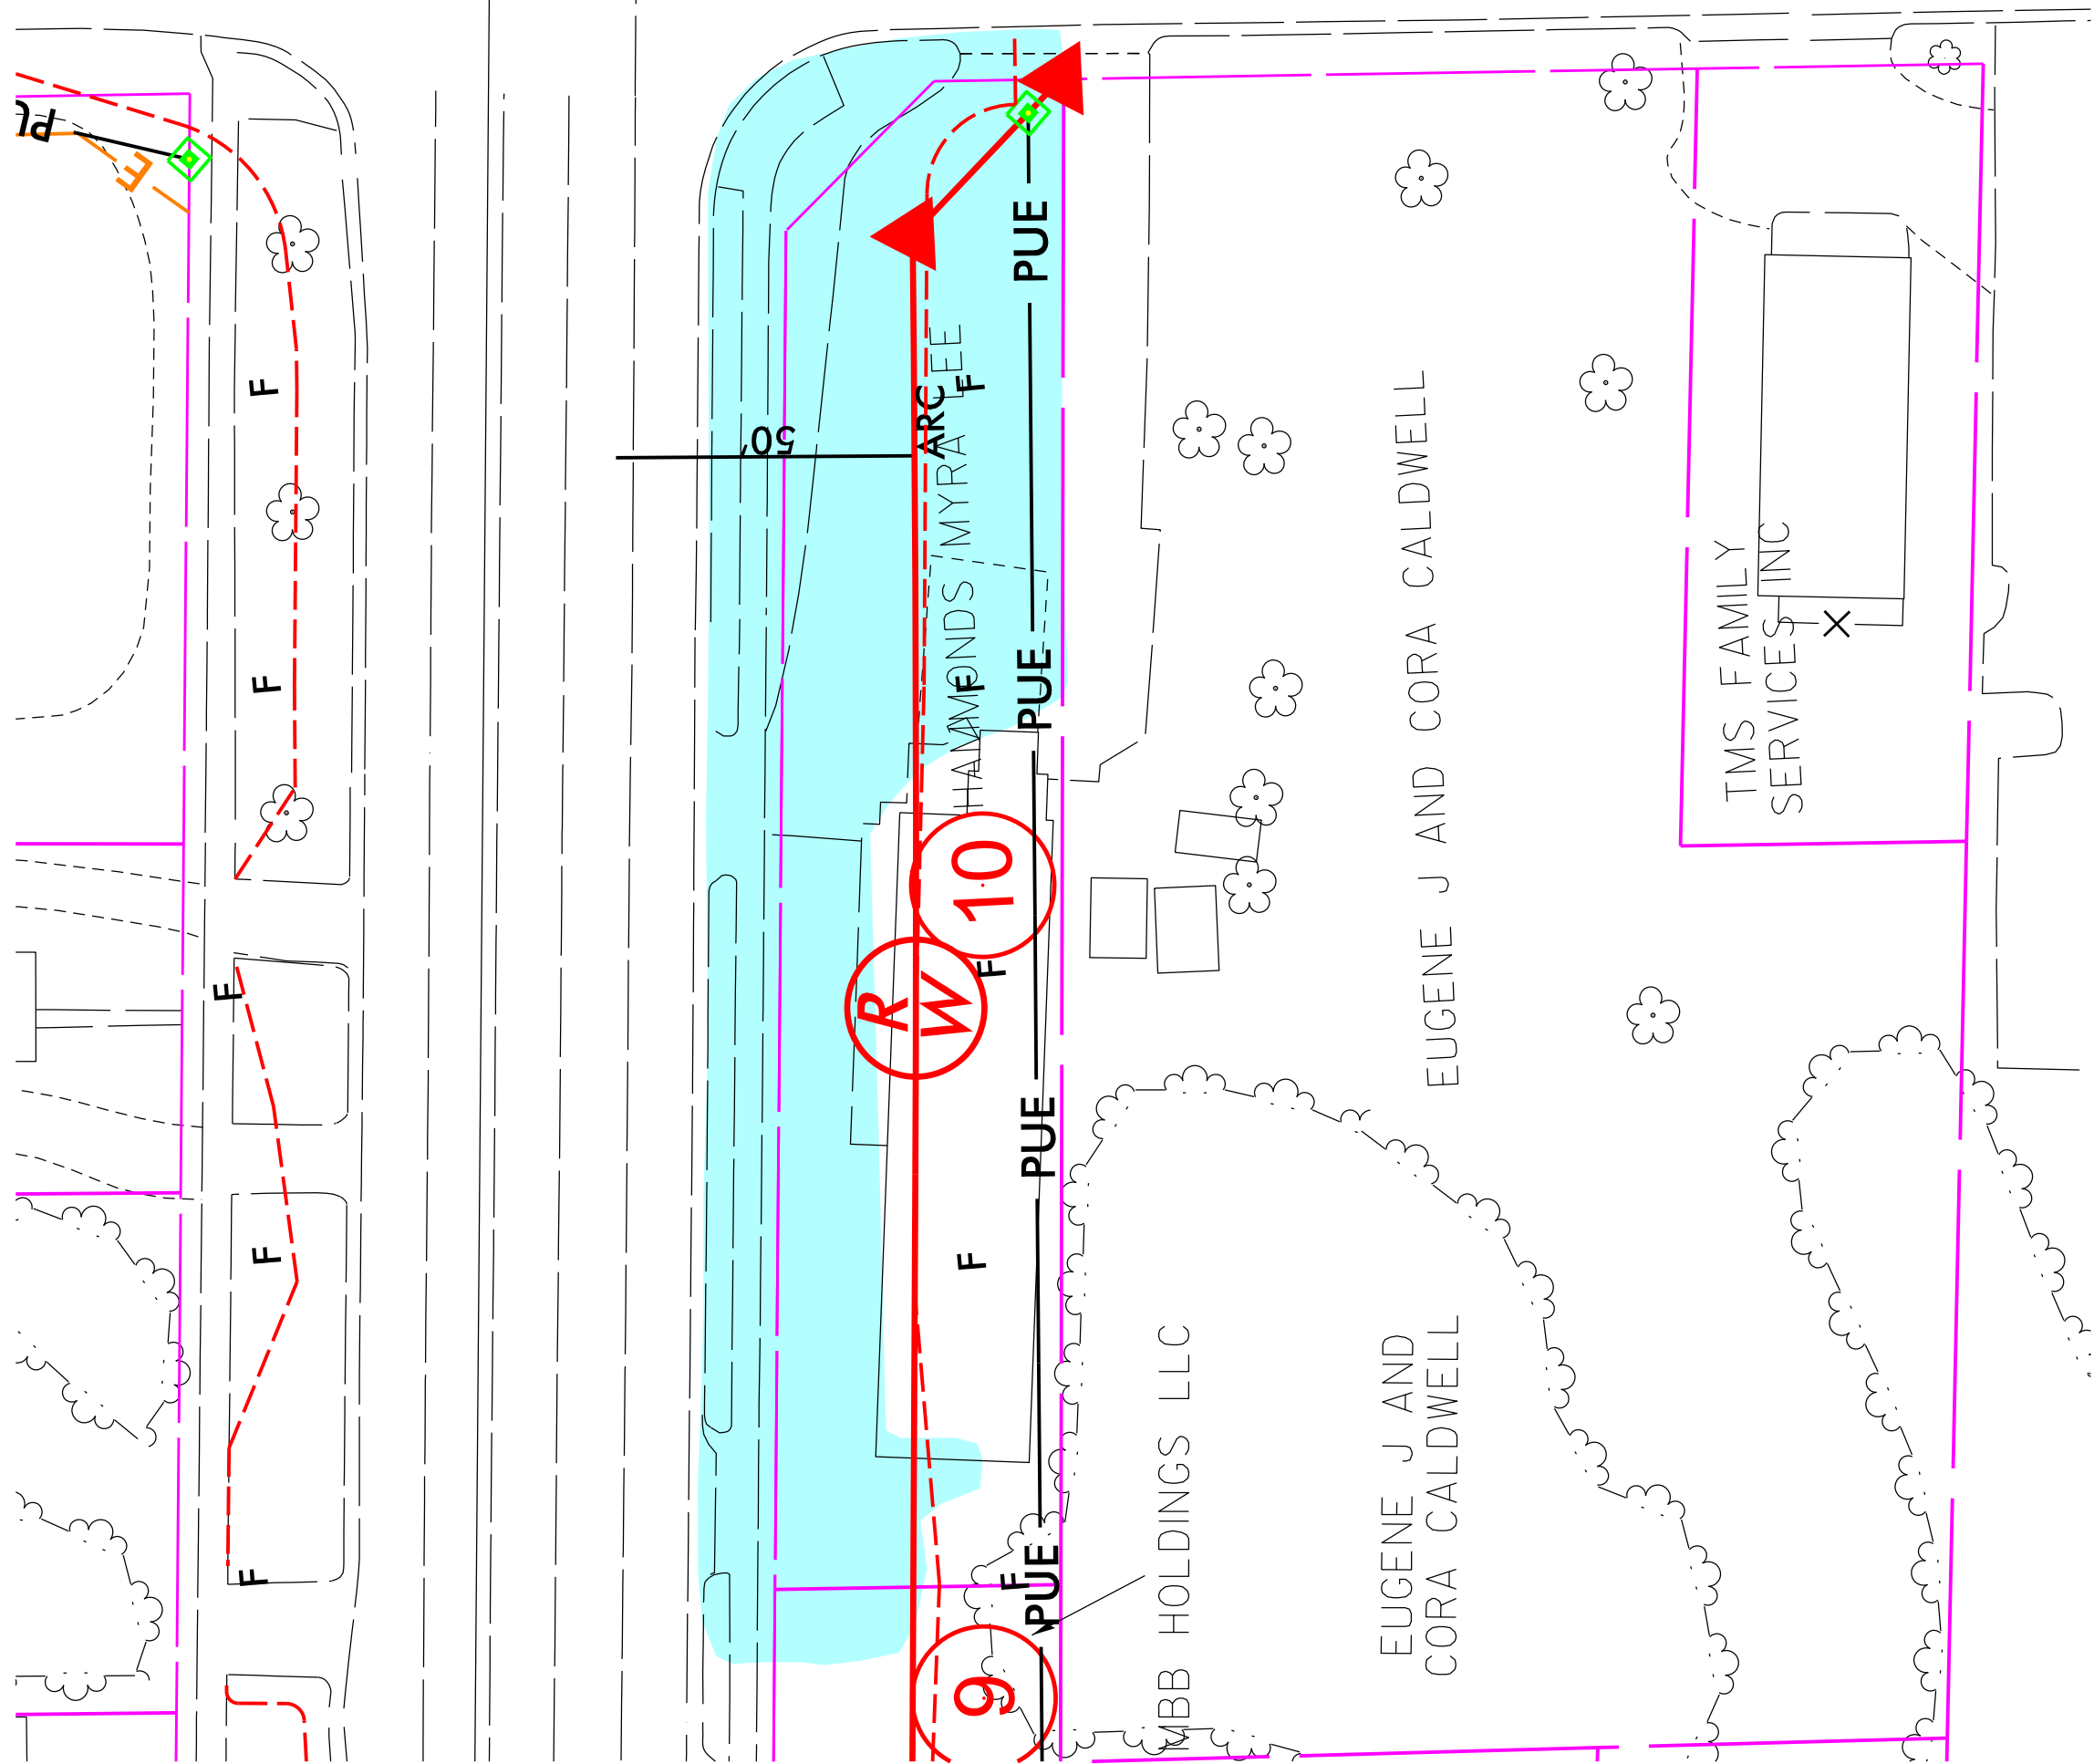 PU
E
F
F
F
F
F
50'
ARC
HAMMONDS MYRA LEE
F
F
F
F
F
PUE
PUE
PUE
PUE
10
R
W
9
EUGENE J AND CORA CALDWELL
TMS FAMILY
SERVICES INC
MBB HOLDINGS LLC
EUGENE J AND
CORA CALDWELL